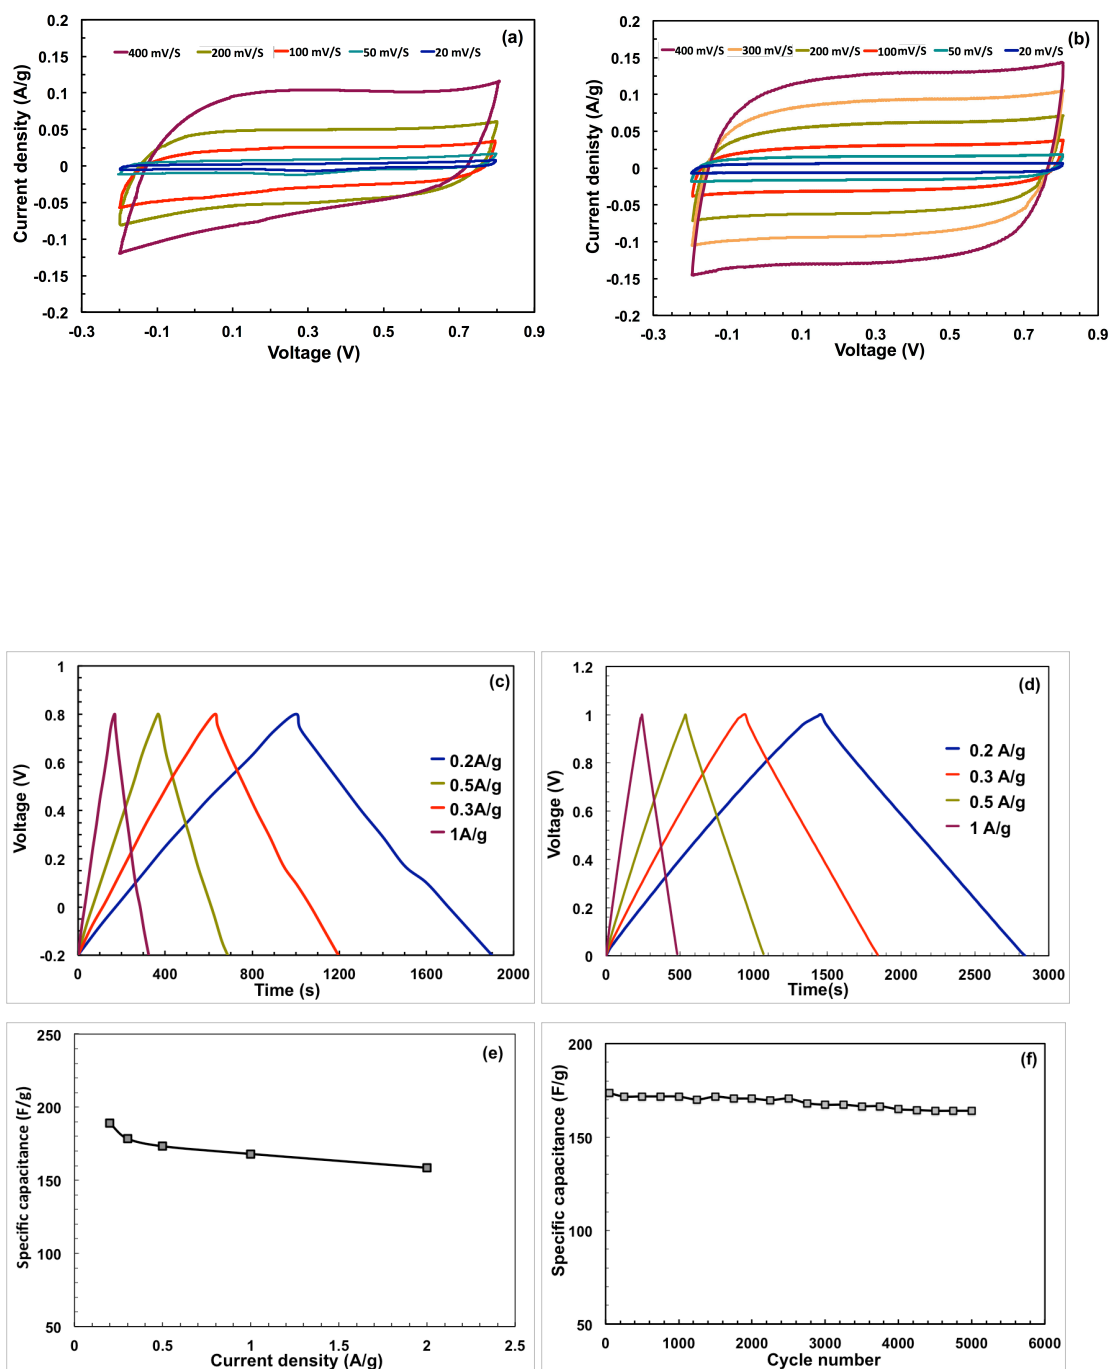 (a)
400 mV/S 200 mV/S 100 mV/S 50 mV/S 20 mV/S
Current density (A/g)
0.2
0.15
0.1
0.05
0
-0.05
-0.1
-0.15
-0.2
-0.3 -0.1 0.1 0.3 0.5 0.7 0.9
Voltage (V)
(b)
400 mV/S 300 mV/S 200 mV/S 100mV/S 50 mV/S 20 mV/S
Current denisty (A/g)
0.2
0.15
0.1
0.05
0
-0.05
-0.1
-0.15
-0.2
-0.3 -0.1 0.1 0.3 0.5 0.7 0.9
Voltage (V)
(c)
Voltage (V)
1
0.8
0.6
0.4
0.2
0
-0.2
0.2A/g
0.5A/g
0.3A/g
1A/g
0 400 800 1200 1600 2000
Time (s)
(d)
Voltage (V)
1.2
1
0.8
0.6
0.4
0.2
0
0.2 A/g
0.3 A/g
0.5 A/g
1 A/g
0 500 1000 1500 2000 2500 3000
Time(s)
(e)
Specific capacitance (F/g)
250
200
150
100
50
0 0.5 1 1.5 2 2.5
Current density (A/g)
(f)
Specific capacitance (F/g)
200
150
100
50
0 1000 2000 3000 4000 5000 6000
Cycle number